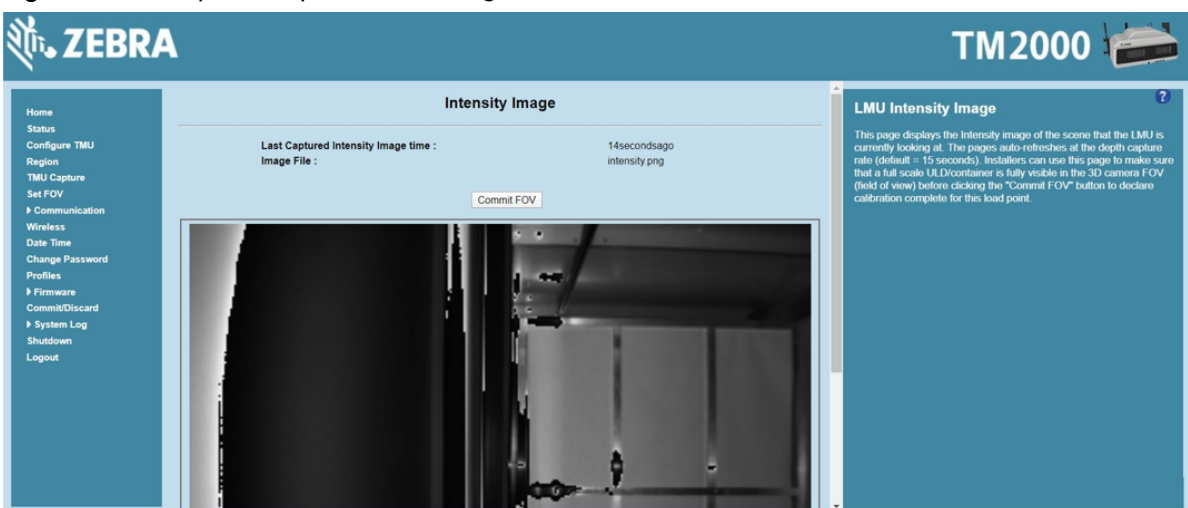 ZEBRA
TM2000
Home
Status
Configure TMU
Region
TMU Capture
Set FOV
Communication
Wireless
Date Time
Change Password
Profiles
Firmware
Commit/Discard
System Log
Shutdown
Logout
Intensity Image
Last Captured Intensity Image time : 14secondsago
Image File : intensity.png
Commit FOV
?
LMU Intensity Image
This page displays the Intensity image of the scene that the LMU is
currently looking at. The pages auto-refreshes at the depth capture
rate (default = 15 seconds). Installers can use this page to make sure
that a full scale ULD/container is fully visible in the 3D camera FOV
(field of view) before clicking the "Commit FOV" button to declare
calibration complete for this load point.